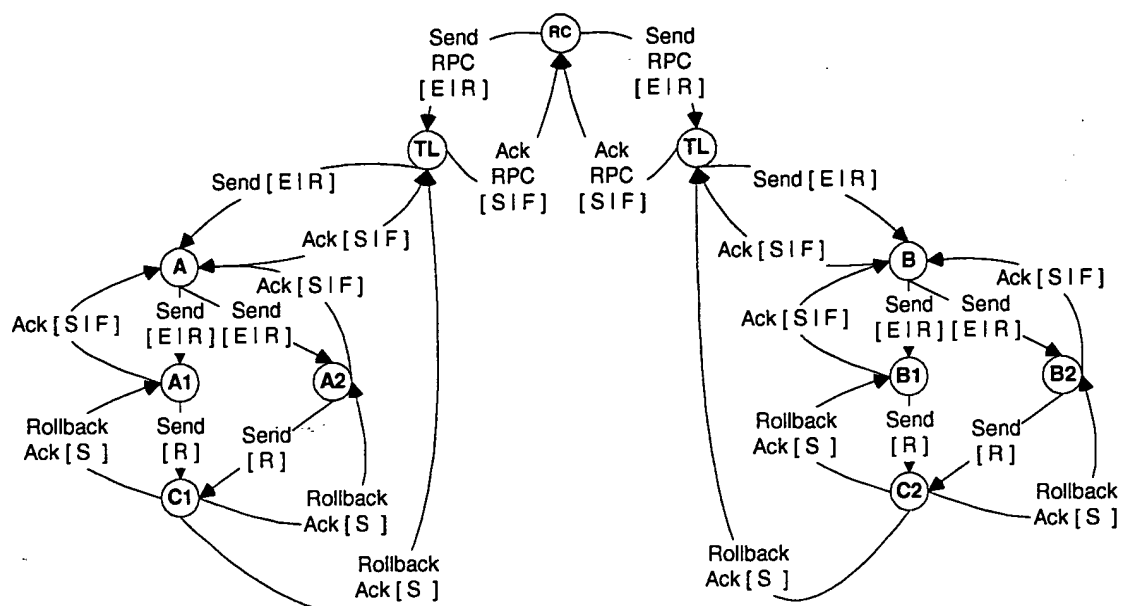 RC
Send
RPC
[ E I R ]
Send
RPC
[ E I R ]
TL
TL
Ack
RPC
[ S I F ]
Ack
RPC
[ S I F ]
Send [ E I R ]
Send [ E I R ]
Ack [ S I F ]
Ack [ S I F ]
A
B
Ack [ S I F ]
Ack [ S I F ]
Send
[ E I R ]
Send
[ E I R ]
Send
[ E I R ]
Send
[ E I R ]
Ack [ S I F ]
Ack [ S I F ]
A1
A2
B1
B2
Rollback
Ack [ S ]
Send
[ R ]
Send
[ R ]
Rollback
Ack [ S ]
Send
[ R ]
Send
[ R ]
C1
C2
Rollback
Ack [ S ]
Rollback
Ack [ S ]
Rollback
Ack [ S ]
Rollback
Ack [ S ]